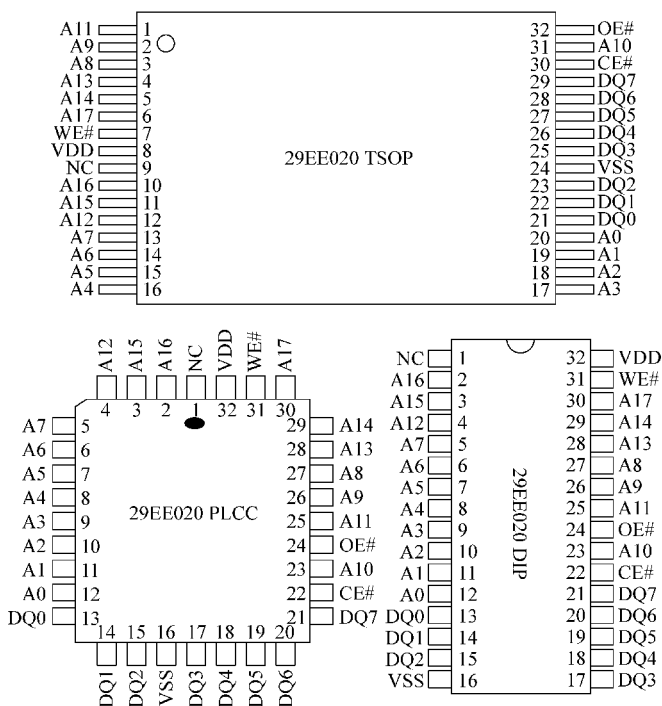 A11 1 32 OE#
A9 2 31 A10
A8 3 30 CE#
A13 4 29 DQ7
A14 5 28 DQ6
A17 6 27 DQ5
WE# 7 26 DQ4
VDD 8 25 DQ3
NC 9 24 VSS
A16 10 23 DQ2
A15 11 22 DQ1
A12 12 21 DQ0
A7 13 20 A0
A6 14 19 A1
A5 15 18 A2
A4 16 17 A3
29EE020 TSOP
A12 A15 A16 NC VDD WE# A17
4 3 2 1 32 31 30
A7 5 29 A14
A6 6 28 A13
A5 7 27 A8
A4 8 26 A9
A3 9 25 A11
A2 10 24 OE#
A1 11 23 A10
A0 12 22 CE#
DQ0 13 21 DQ7
29EE020 PLCC
14 15 16 17 18 19 20
DQ1 DQ2 VSS DQ3 DQ4 DQ5 DQ6
NC 1 32 VDD
A16 2 31 WE#
A15 3 30 A17
A12 4 29 A14
A7 5 28 A13
A6 6 27 A8
A5 7 26 A9
A4 8 25 A11
A3 9 24 OE#
A2 10 23 A10
A1 11 22 CE#
A0 12 21 DQ7
DQ0 13 20 DQ6
DQ1 14 19 DQ5
DQ2 15 18 DQ4
VSS 16 17 DQ3
29EE020 DIP